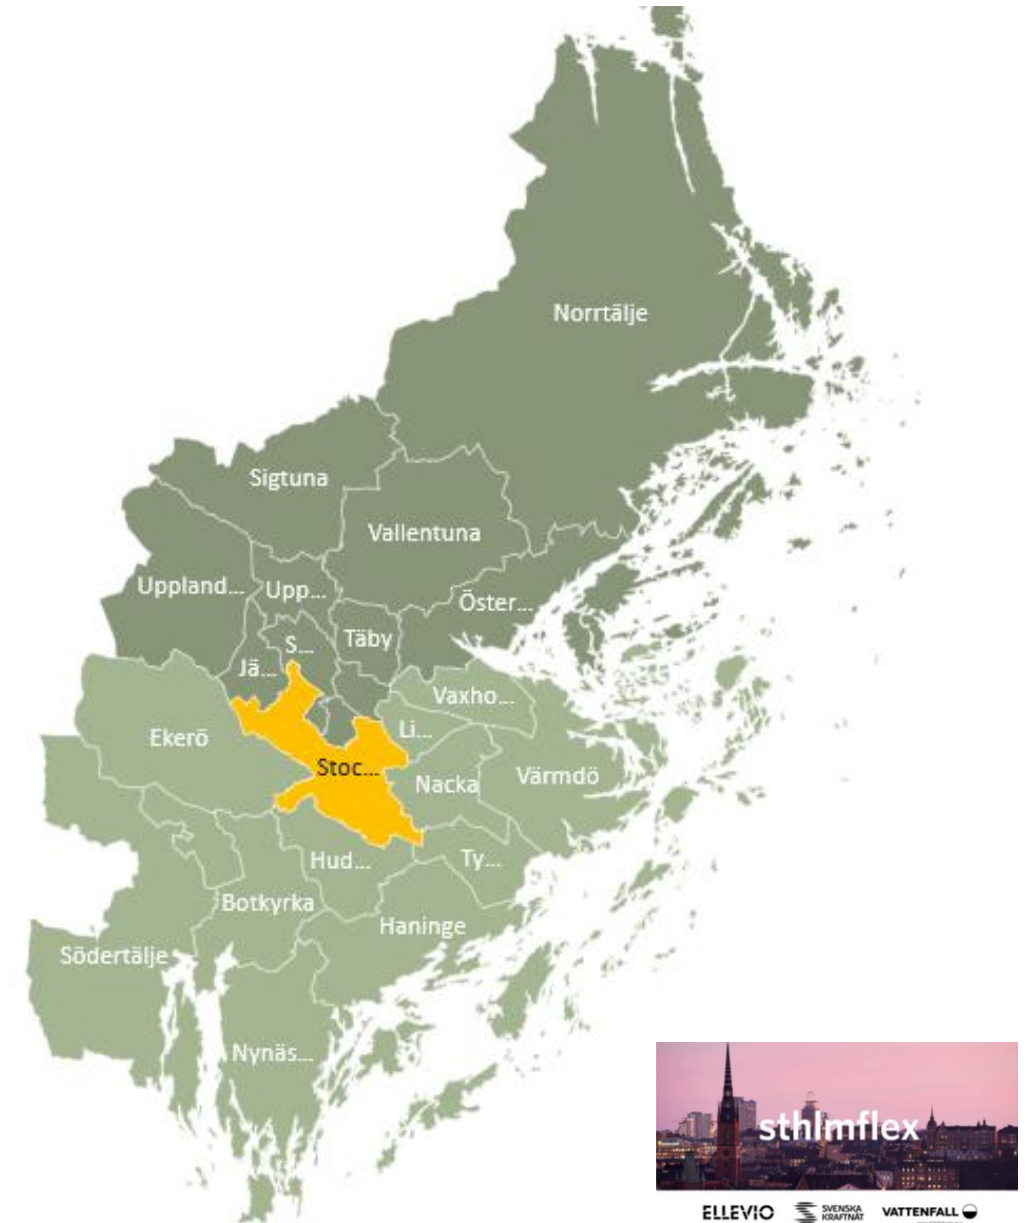 Norrtälje
Sigtuna
Vallentuna
Uppland...
Upp...
Öster...
Täby
S...
Jä...
Vaxho...
Li...
Ekerö
Stoc...
Nacka
Värmdö
Hud...
Ty...
Botkyrka
Haninge
Södertälje
Nynäs...
sthlmflex
ELLEVIO
SVENSKA
KRAFTNÄT
VATTENFALL